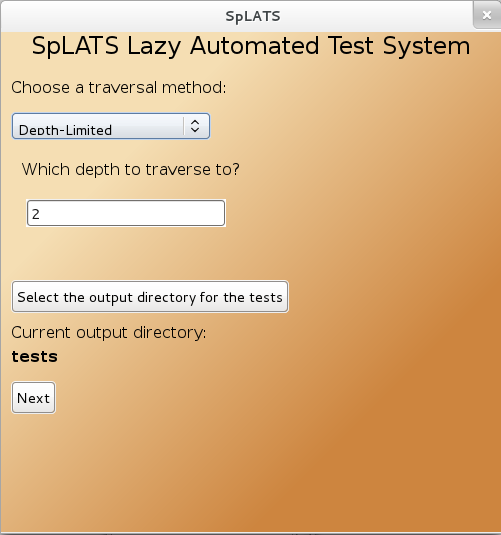 SpLATS
SpLATS Lazy Automated Test System
Choose a traversal method:
Depth-Limited
Which depth to traverse to?
2
Select the output directory for the tests
Current output directory:
tests
Next